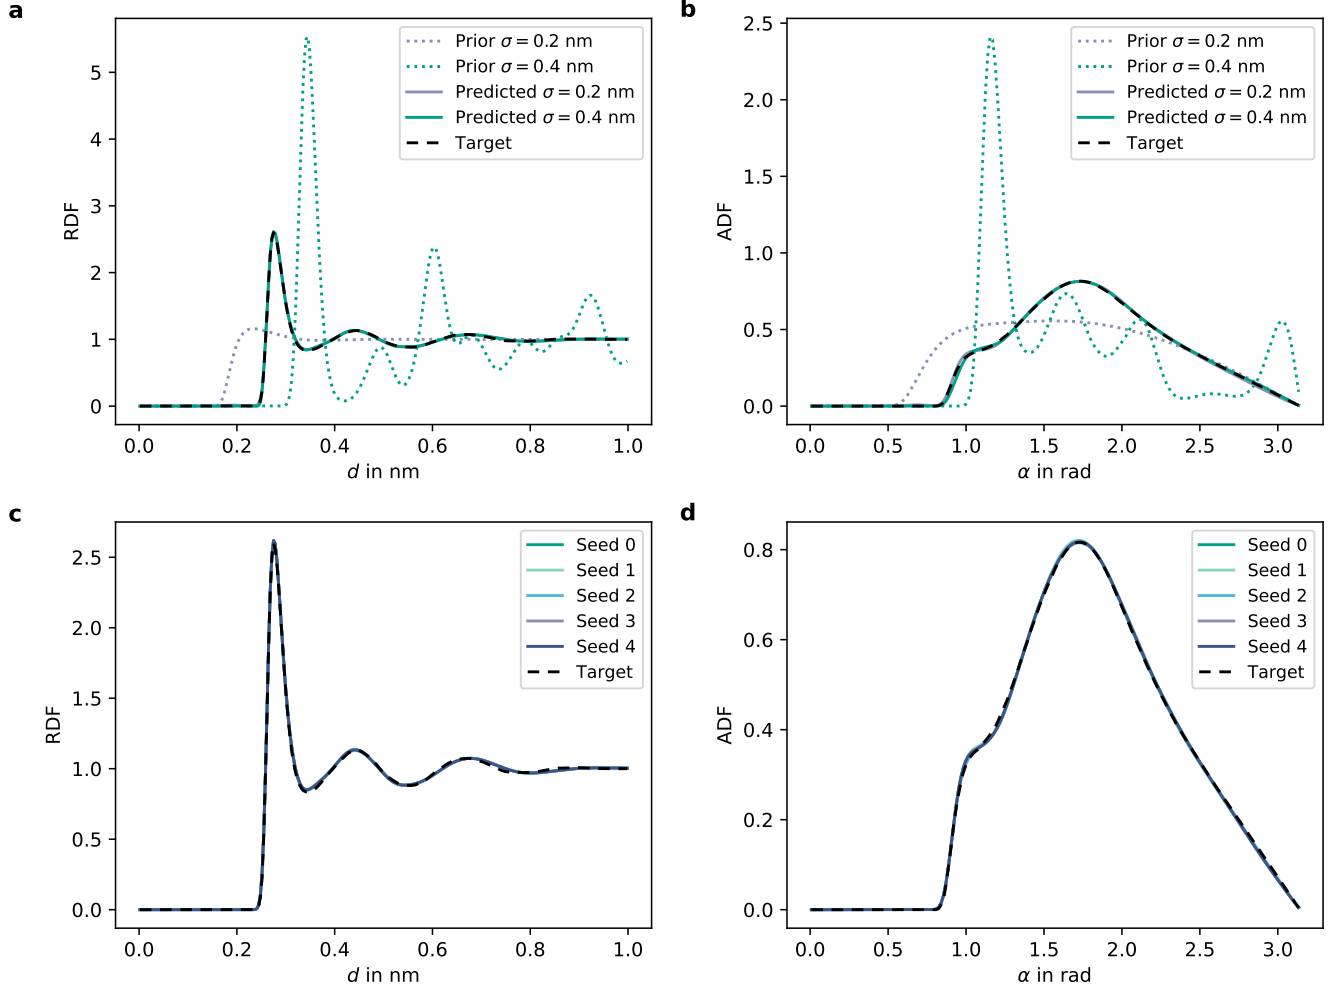 a
Prior σ = 0.2 nm
Prior σ = 0.4 nm
Predicted σ = 0.2 nm
Predicted σ = 0.4 nm
Target
RDF
5
4
3
2
1
0
0.0 0.2 0.4 0.6 0.8 1.0
d in nm
b
Prior σ = 0.2 nm
Prior σ = 0.4 nm
Predicted σ = 0.2 nm
Predicted σ = 0.4 nm
Target
ADF
2.5
2.0
1.5
1.0
0.5
0.0
0.0 0.5 1.0 1.5 2.0 2.5 3.0
α in rad
c
Seed 0
Seed 1
Seed 2
Seed 3
Seed 4
Target
RDF
2.5
2.0
1.5
1.0
0.5
0.0
0.0 0.2 0.4 0.6 0.8 1.0
d in nm
d
Seed 0
Seed 1
Seed 2
Seed 3
Seed 4
Target
ADF
0.8
0.6
0.4
0.2
0.0
0.0 0.5 1.0 1.5 2.0 2.5 3.0
α in rad